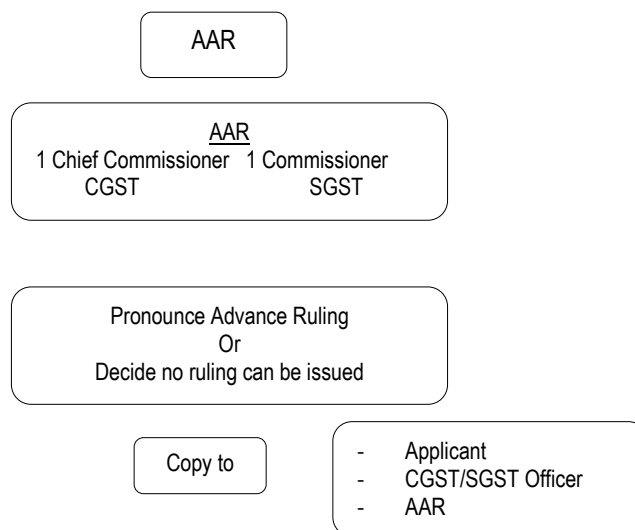 AAR
AAR
1 Chief Commissioner 1 Commissioner
CGST SGST
Pronounce Advance Ruling
Or
Decide no ruling can be issued
Copy to
- Applicant
- CGST/SGST Officer
- AAR